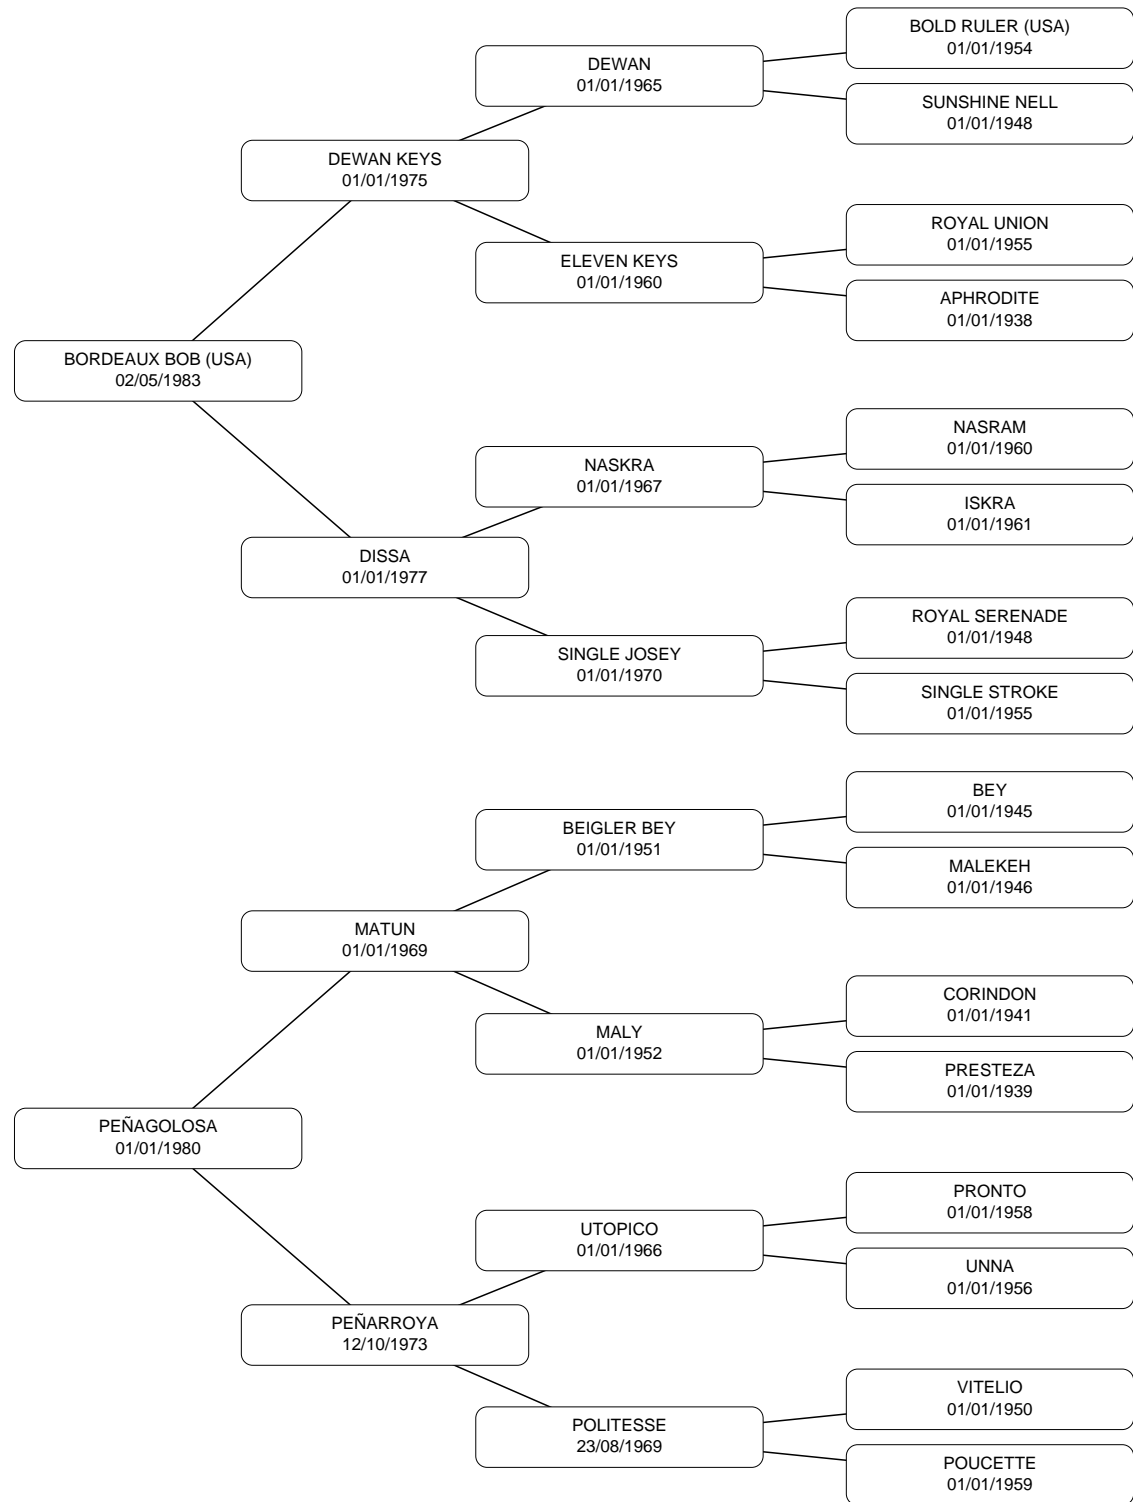 BOLD RULER (USA)
01/01/1954
DEWAN
01/01/1965
SUNSHINE NELL
01/01/1948
DEWAN KEYS
01/01/1975
ROYAL UNION
01/01/1955
ELEVEN KEYS
01/01/1960
APHRODITE
01/01/1938
BORDEAUX BOB (USA)
02/05/1983
NASRAM
01/01/1960
NASKRA
01/01/1967
ISKRA
01/01/1961
DISSA
01/01/1977
ROYAL SERENADE
01/01/1948
SINGLE JOSEY
01/01/1970
SINGLE STROKE
01/01/1955
BEY
01/01/1945
BEIGLER BEY
01/01/1951
MALEKEH
01/01/1946
MATUN
01/01/1969
CORINDON
01/01/1941
MALY
01/01/1952
PRESTEZA
01/01/1939
PEÑAGOLOSA
01/01/1980
PRONTO
01/01/1958
UTOPICO
01/01/1966
UNNA
01/01/1956
PEÑARROYA
12/10/1973
VITELIO
01/01/1950
POLITESSE
23/08/1969
POUCETTE
01/01/1959